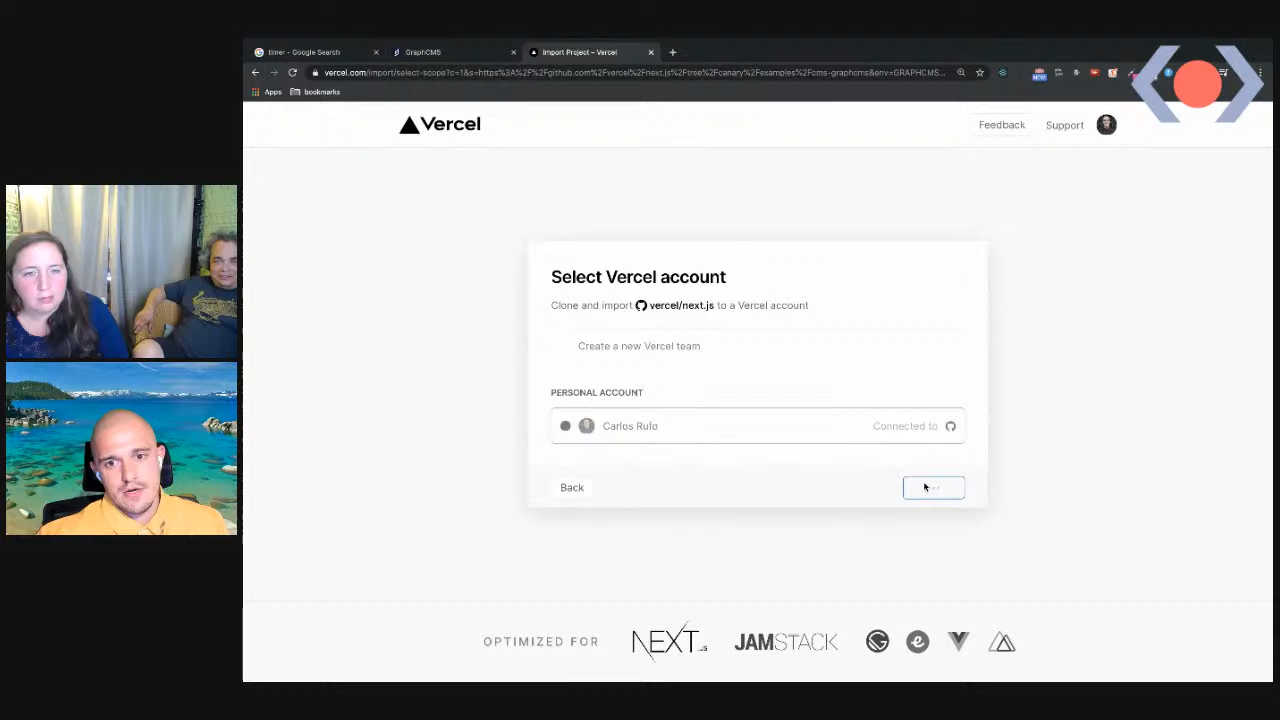 timer - Google Search
GraphCMS
Import Project – Vercel
vercel.com/import/select-scope?d=1&s=https%3A%2F%2Fgithub.com%2Fvercel%2Fnext.js%2Ftree%2Fcanary%2Fexamples%2Fcms-graphcms&env=GRAPHCMS...
Apps
bookmarks
Vercel
Feedback
Support
Select Vercel account
Clone and import vercel/next.js to a Vercel account
Create a new Vercel team
PERSONAL ACCOUNT
Carlos Rufo
Connected to
Back
OPTIMIZED FOR
NEXT.JS
JAMSTACK